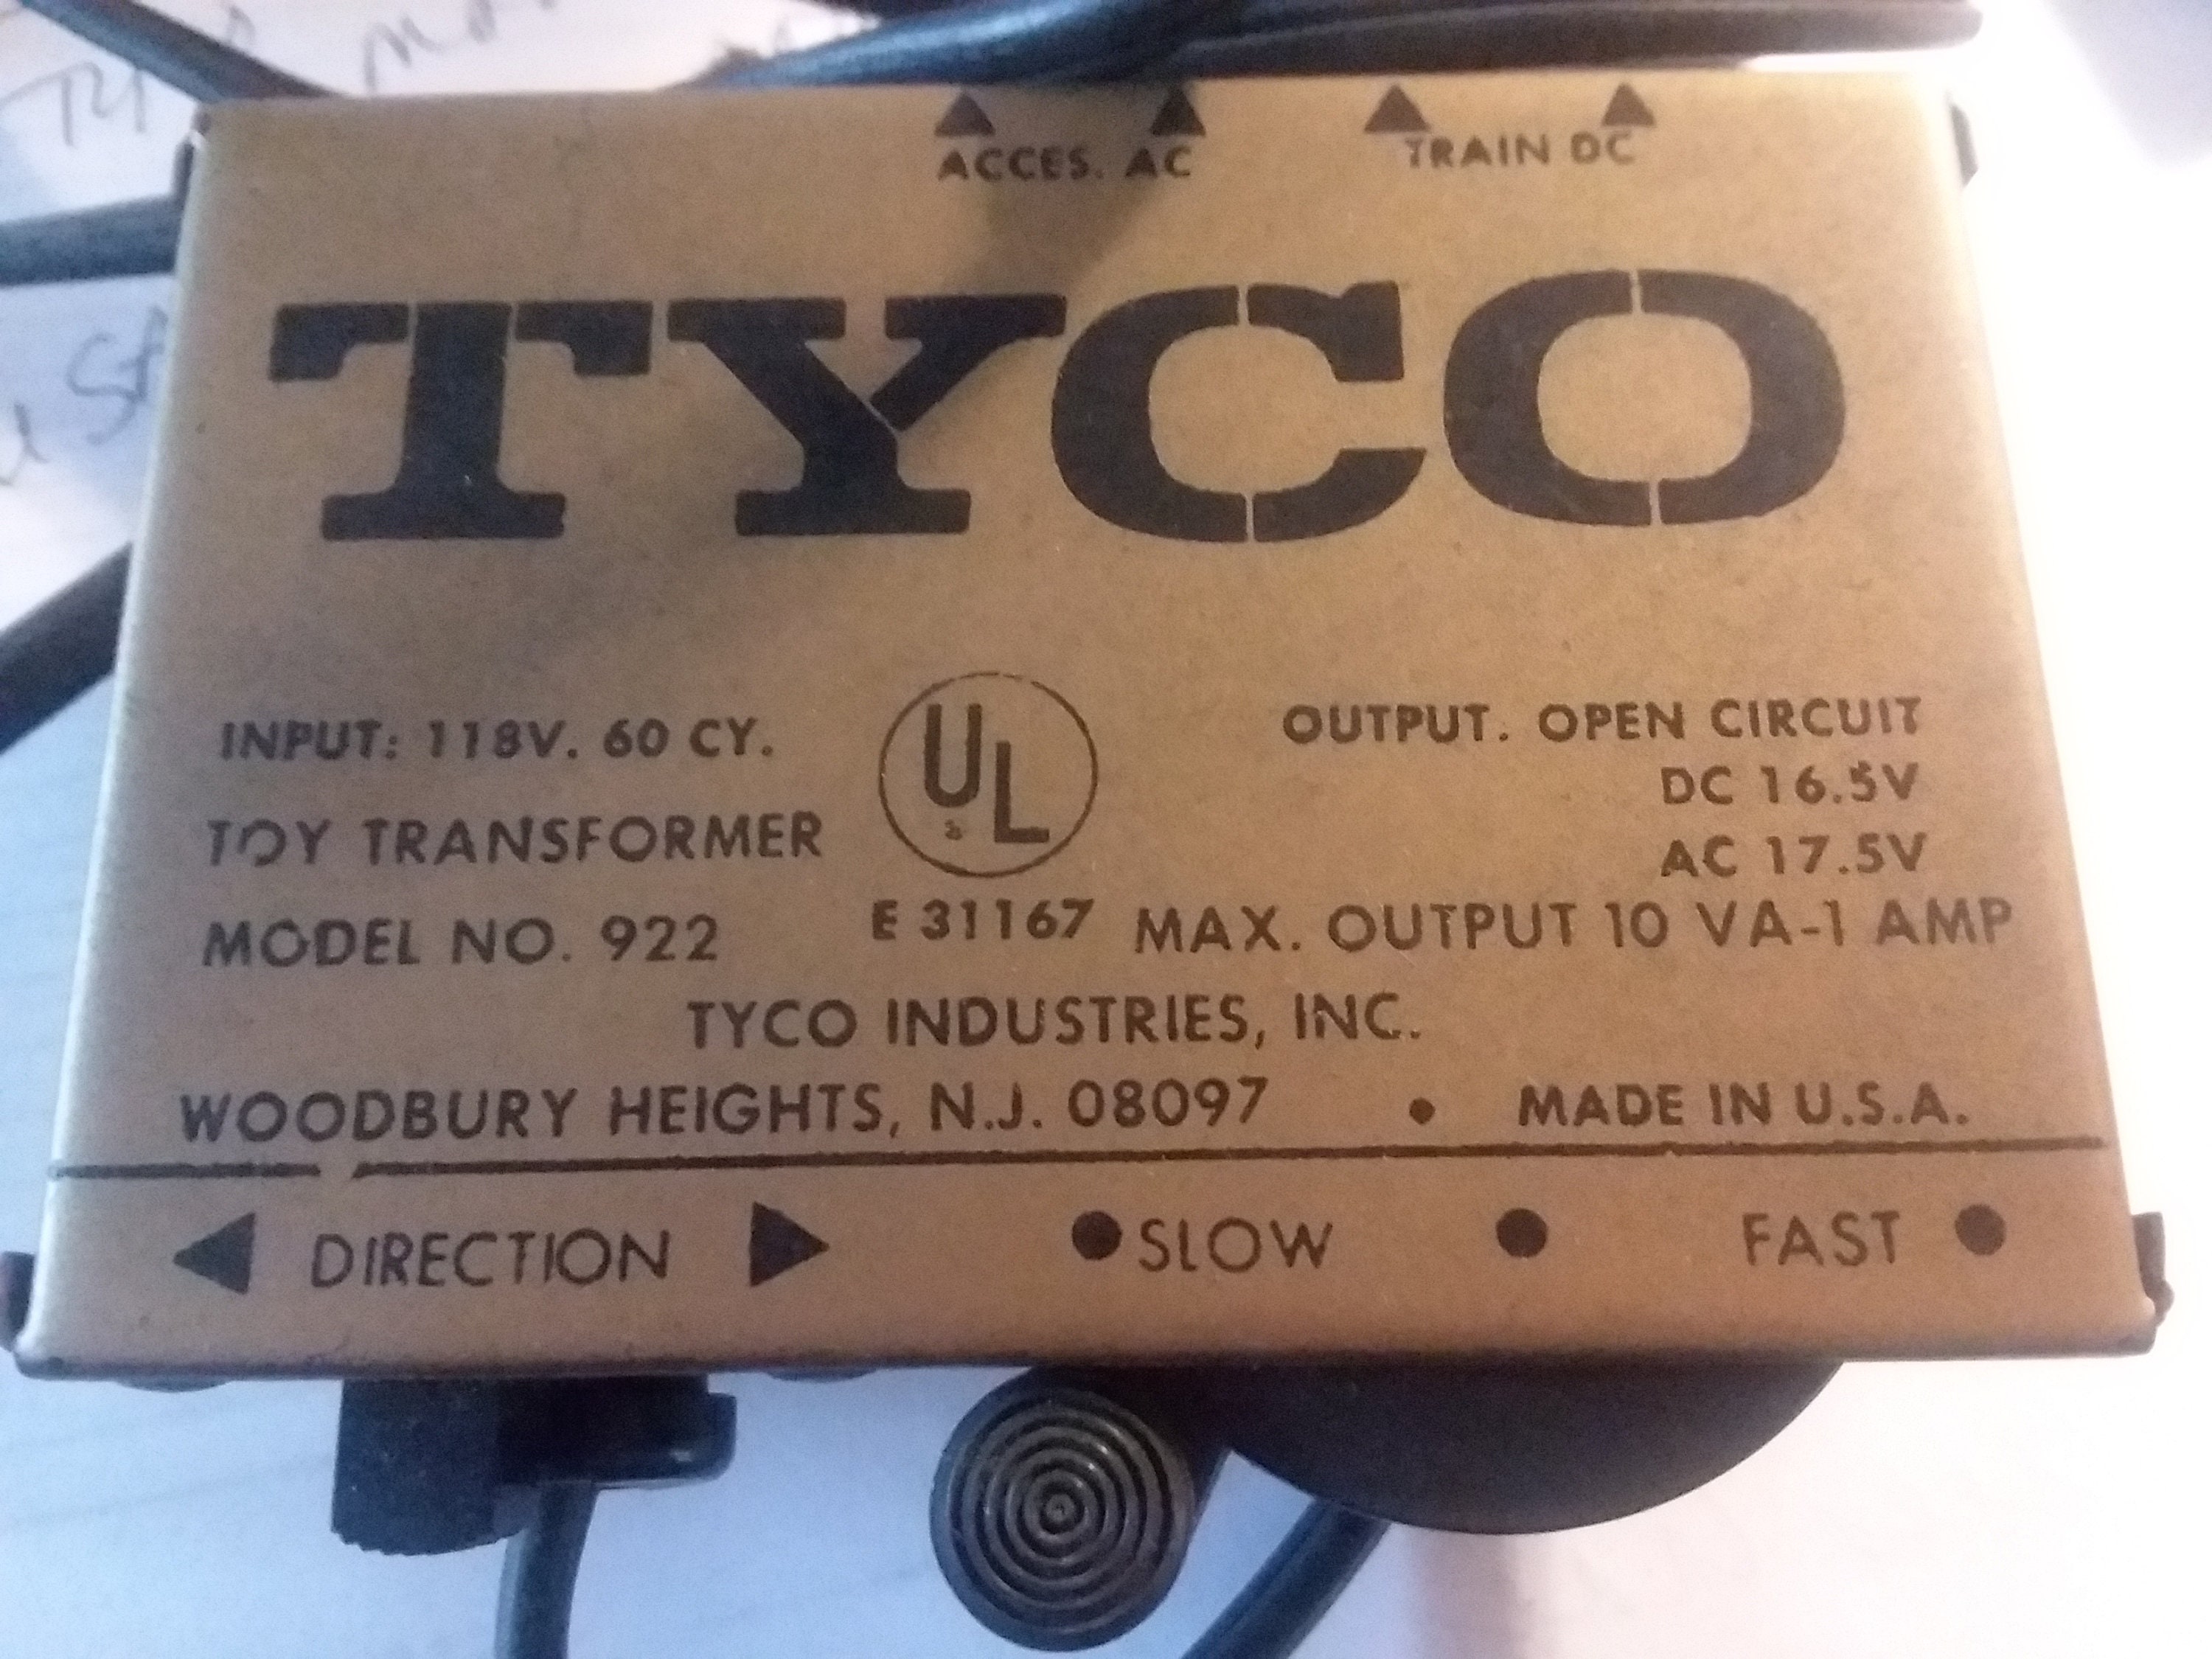 ACCES. AC TRAIN DC
TYCO
INPUT: 118V. 60 CY.
TOY TRANSFORMER
MODEL NO. 922
UL
E 31167
OUTPUT. OPEN CIRCUIT
DC 16.5V
AC 17.5V
MAX. OUTPUT 10 VA-1 AMP
TYCO INDUSTRIES, INC.
WOODBURY HEIGHTS, N.J. 08097 • MADE IN U.S.A.
DIRECTION SLOW FAST